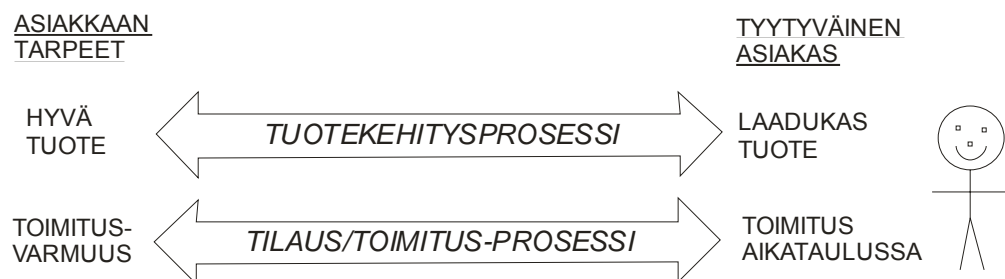 ASIAKKAAN
TARPEET
TYYTYVÄINEN
ASIAKAS
HYVÄ
TUOTE
TUOTEKEHITYSPROSESSI
LAADUKAS
TUOTE
TOIMITUS-
VARMUUS
TILAUS/TOIMITUS-PROSESSI
TOIMITUS
AIKATAULUSSA